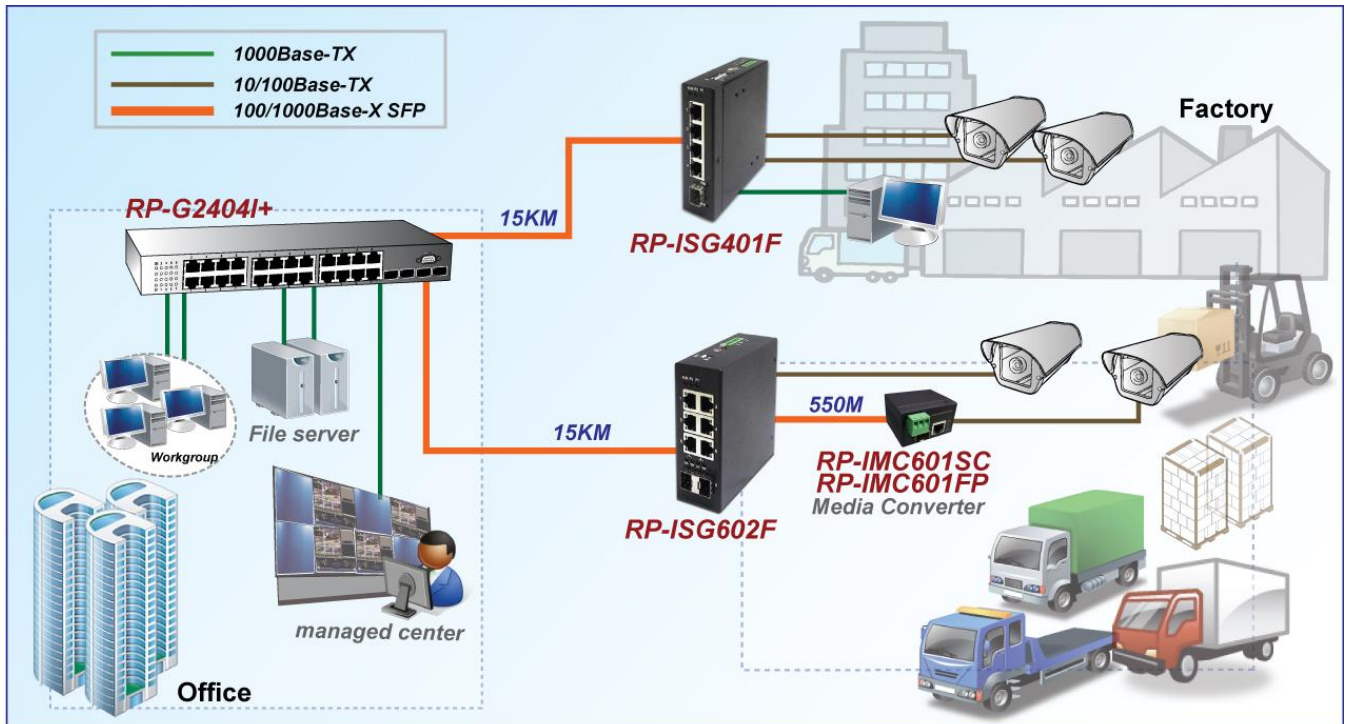 1000Base-TX
10/100Base-TX
100/1000Base-X SFP
Factory
RP-G2404I+
15KM
RP-ISG401F
Workgroup
File server
15KM
550M
RP-IMC601SC
RP-IMC601FP
Media Converter
RP-ISG602F
managed center
Office